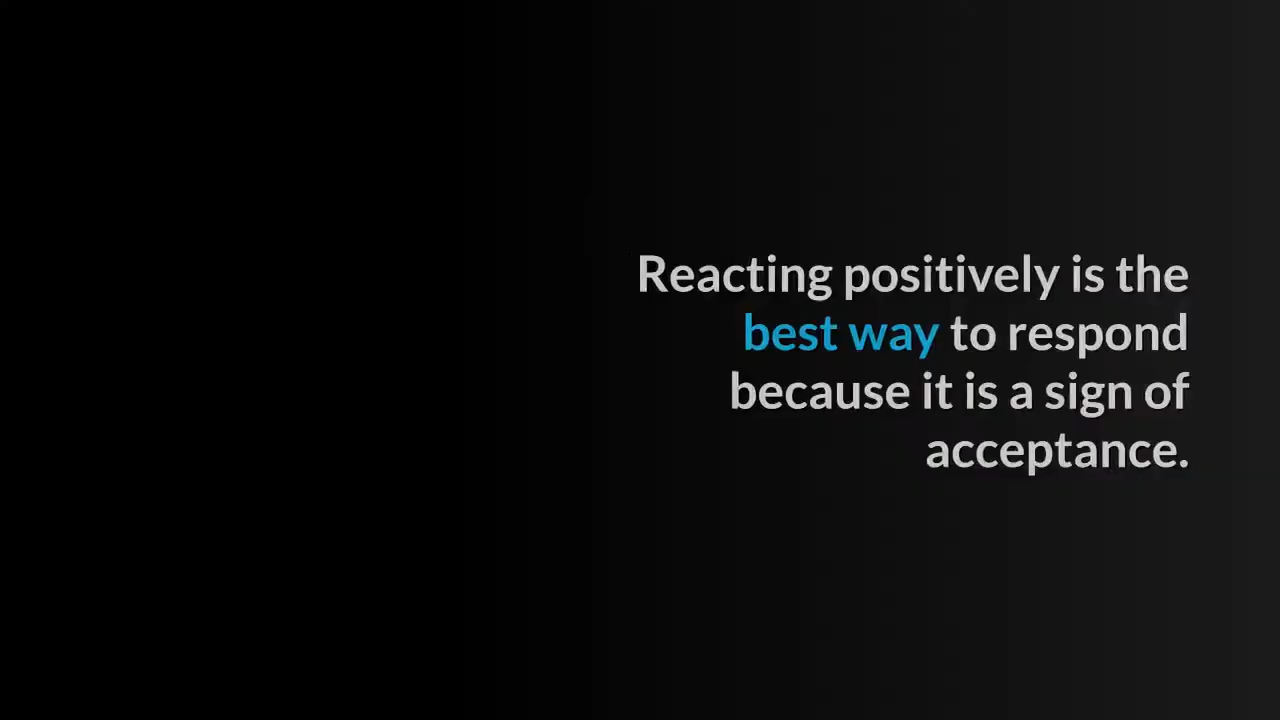 Reacting positively is the
best way to respond
because it is a sign of
acceptance.